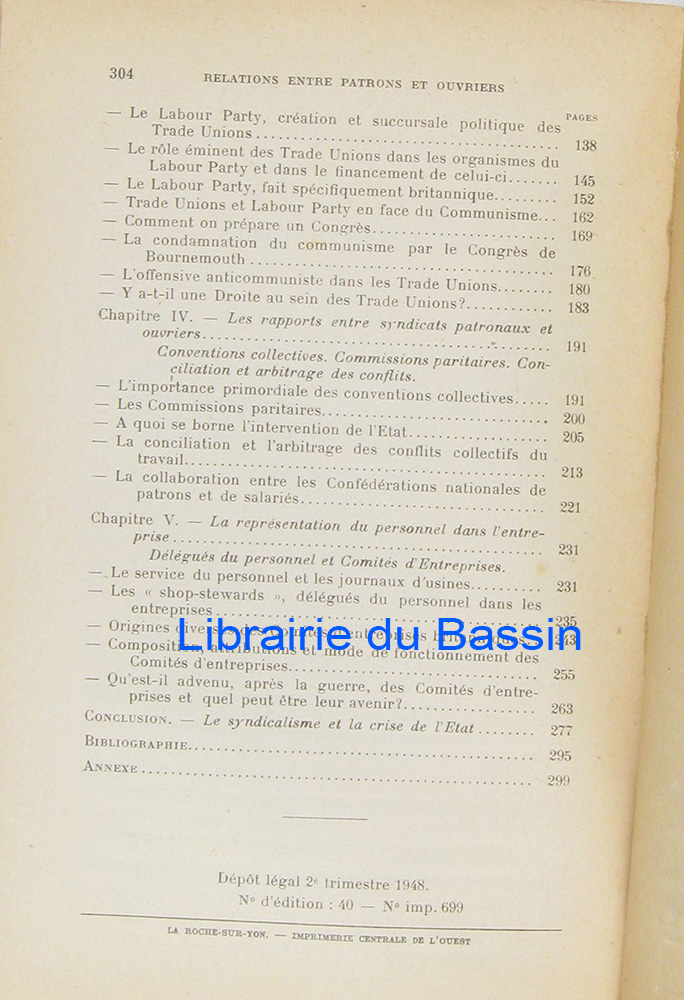 304
RELATIONS ENTRE PATRONS ET OUVRIERS
PAGES
— Le Labour Party, création et succursale politique des
Trade Unions ........................................ 138
— Le rôle éminent des Trade Unions dans les organismes du
Labour Party et dans le financement de celui-ci....... 145
— Le Labour Party, fait spécifiquement britannique......... 152
— Trade Unions et Labour Party en face du Communisme... 162
— Comment on prépare un Congrès........................ 169
— La condamnation du communisme par le Congrès de
Bournemouth ........................................ 176
— L'offensive anticommuniste dans les Trade Unions........ 180
— Y a-t-il une Droite au sein des Trade Unions?............ 183
Chapitre IV. — Les rapports entre syndicats patronaux et
ouvriers............................................. 191
Conventions collectives. Commissions paritaires. Con-
ciliation et arbitrage des conflits.
— L'importance primordiale des conventions collectives..... 191
— Les Commissions paritaires............................. 200
— A quoi se borne l'intervention de l'Etat................. 205
— La conciliation et l'arbitrage des conflits collectifs du
travail............................................... 213
— La collaboration entre les Confédérations nationales de
patrons et de salariés................................. 221
Chapitre V. — La représentation du personnel dans l'entre-
prise ................................................ 231
Délégués du personnel et Comités d'Entreprises.
— Le service du personnel et les journaux d'usines.......... 231
— Les « shop-stewards », délégués du personnel dans les
entreprises .......................................... 235
— Origines diverses des Comités d'entreprises
Librairie du Bassin
— Composition, attributions et mode de fonctionnement des
Comités d'entreprises................................. 255
— Qu'est-il advenu, après la guerre, des Comités d'entre-
prises et quel peut être leur avenir?................... 263
CONCLUSION. — Le syndicalisme et la crise de l'Etat ........ 277
BIBLIOGRAPHIE............................................. 295
ANNEXE .................................................. 299
Dépôt légal 2e trimestre 1948.
N° d'édition : 40 — N° imp. 699
LA ROCHE-SUR-YON. — IMPRIMERIE CENTRALE DE L'OUEST